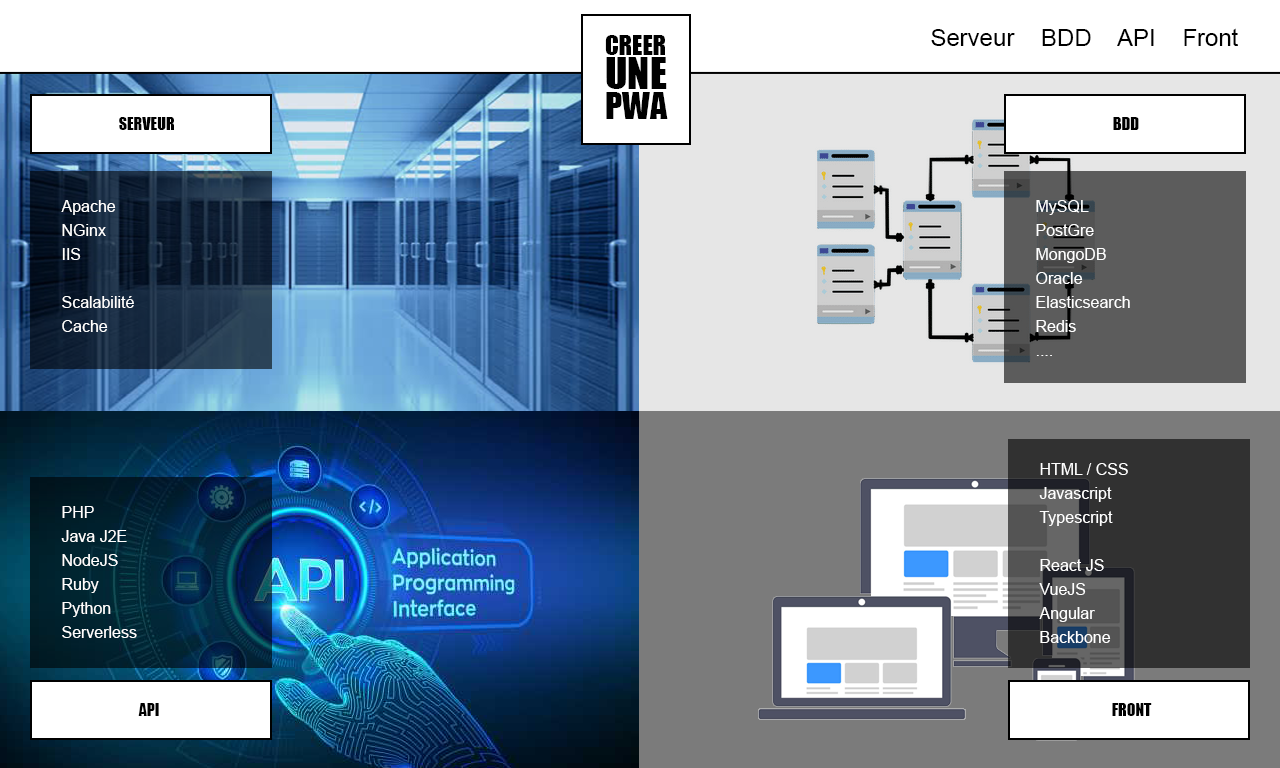 CREER
UNE
PWA
Serveur BDD API Front
SERVEUR
Apache
NGinx
IIS
Scalabilité
Cache
BDD
MySQL
PostGre
MongoDB
Oracle
Elasticsearch
Redis
....
PHP
Java J2E
NodeJS
Ruby
Python
Serverless
API
API
Application
Programming
Interface
HTML / CSS
Javascript
Typescript
React JS
VueJS
Angular
Backbone
FRONT